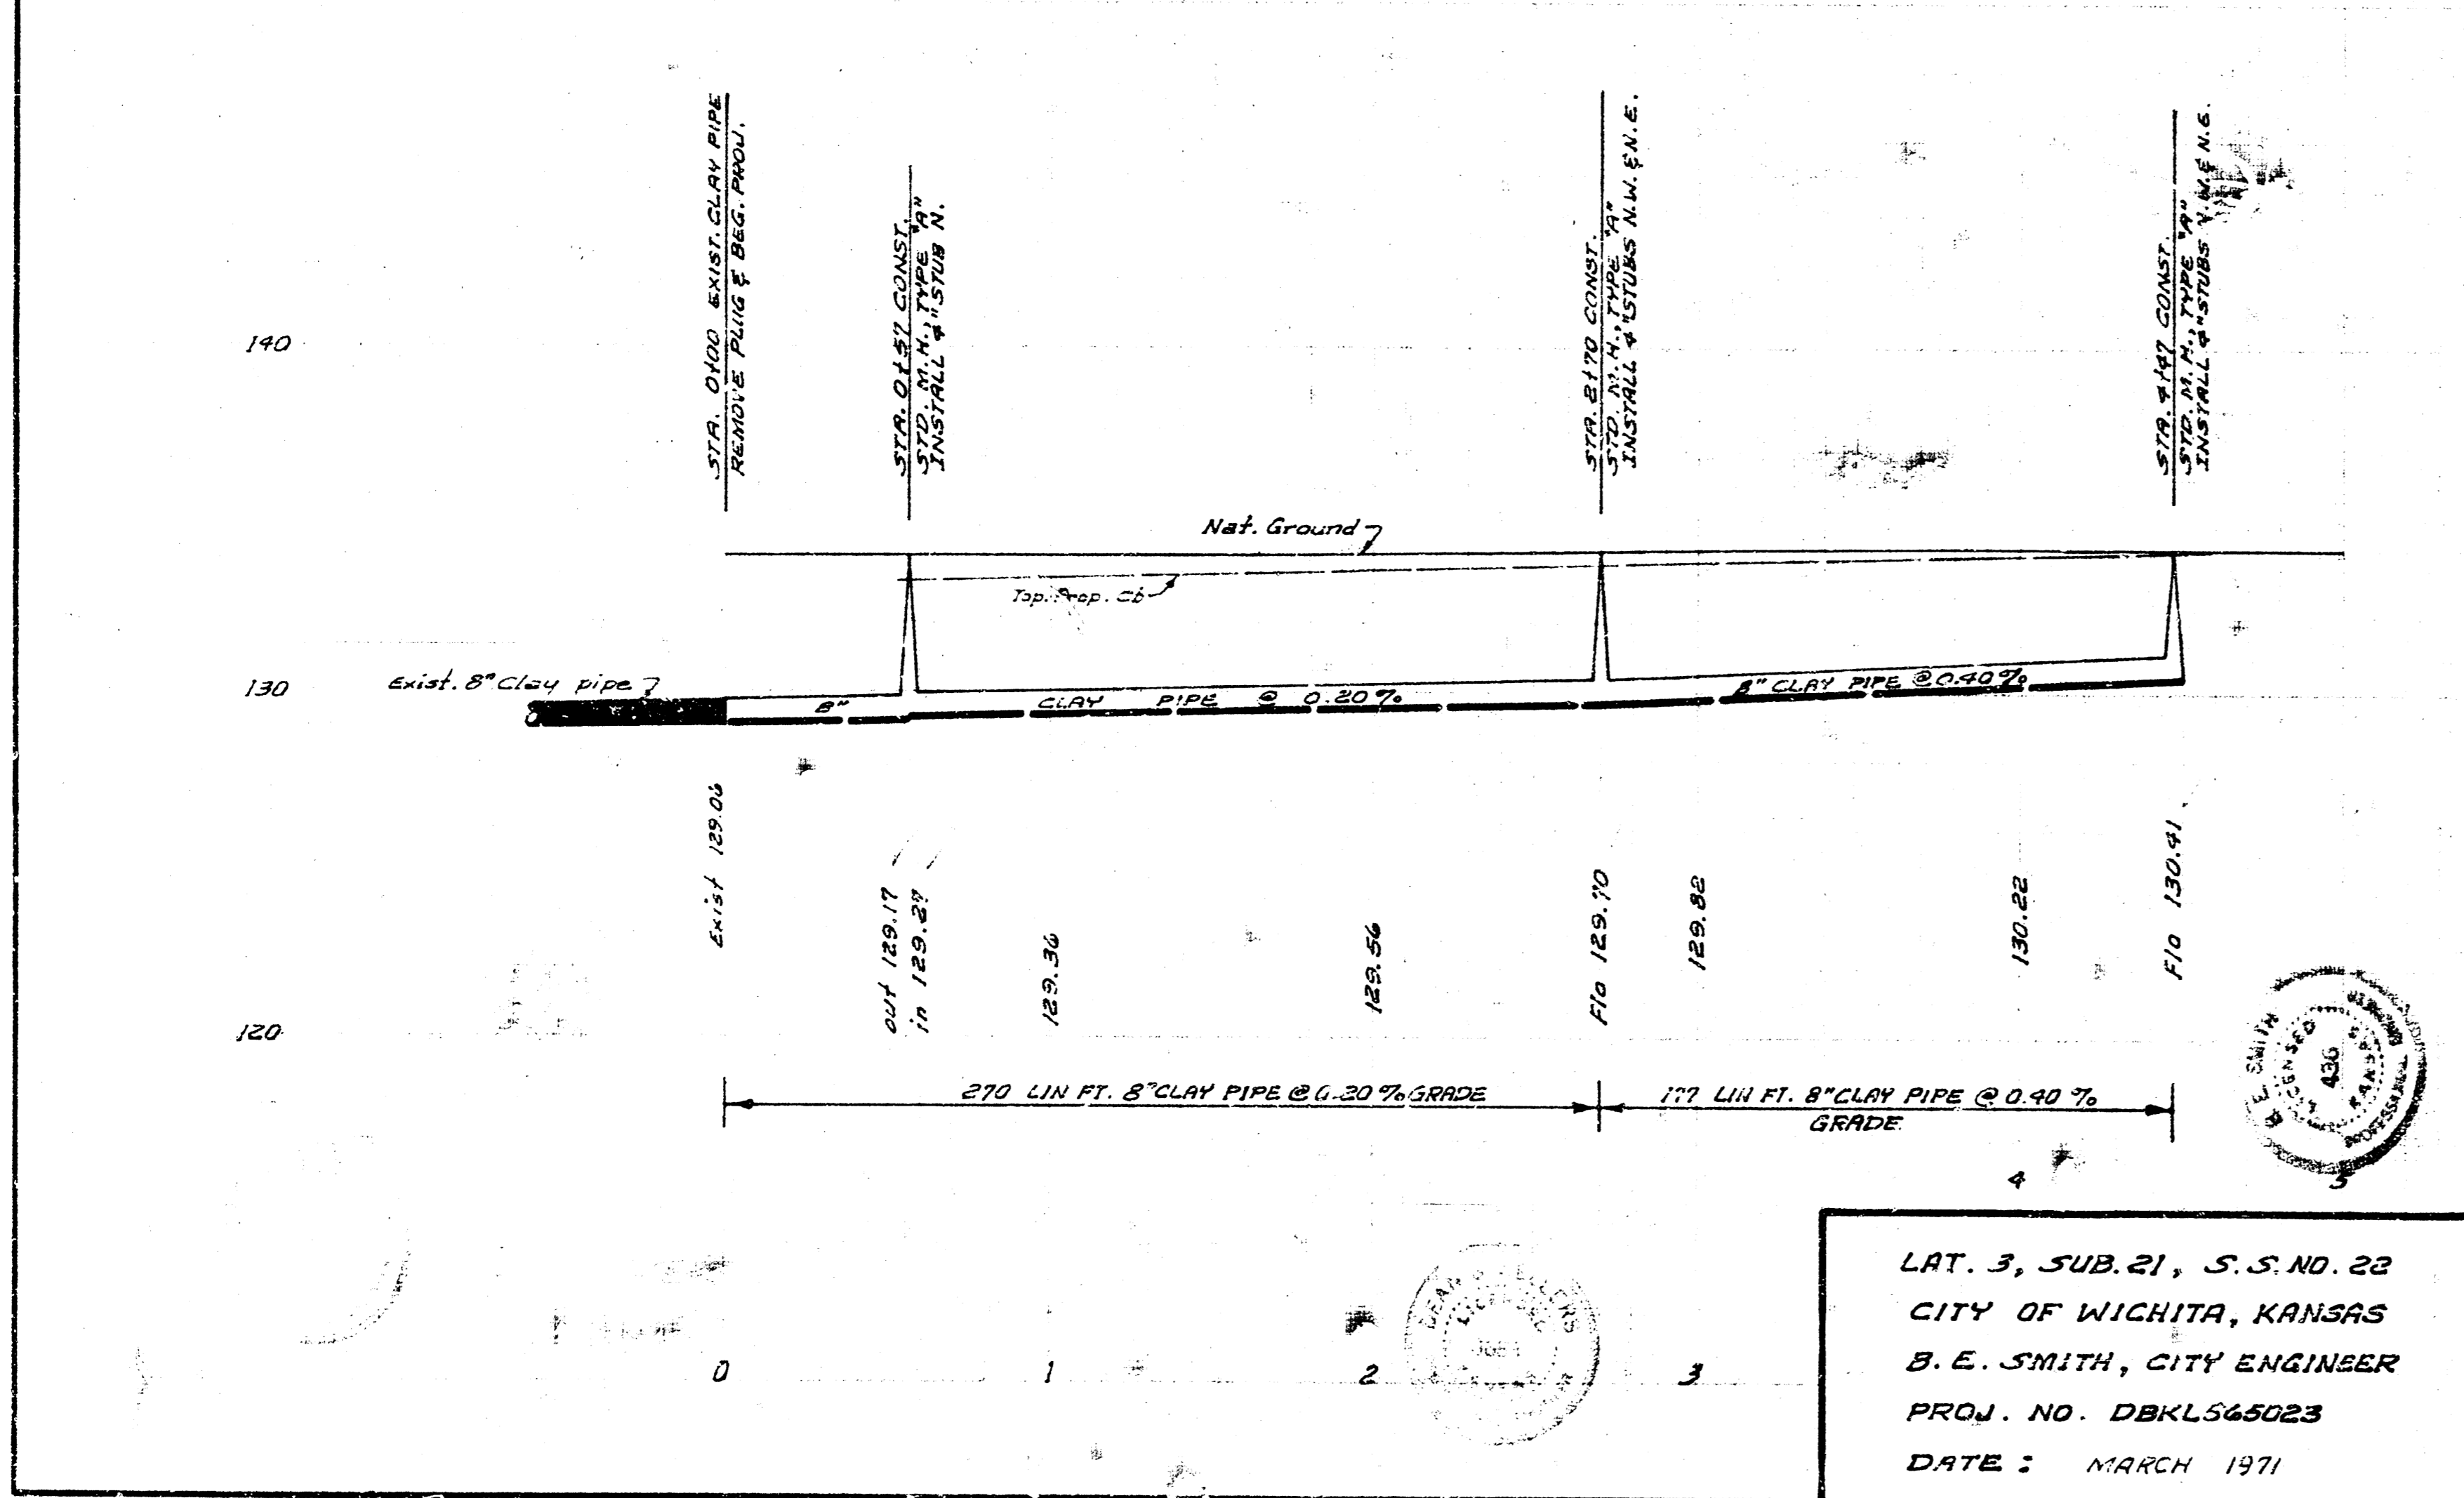 STA. 0+00 EXIST. CLAY PIPE
REMOVE PLUG & BEG. PROJ.
STA. 0+57 CONST.
STD. M.H., TYPE "A"
INSTALL 4" STUB N.
STA. 2+70 CONST.
STD. M.H., TYPE "A"
INSTALL 4" STUBS N.W. & N.E.
STA. 4+47 CONST.
STD. M.H., TYPE "A"
INSTALL 4" STUBS N.W. & N.E.
140
Nat. Ground
Top. Prop. Cb
130
Exist. 8" Clay pipe
8" CLAY PIPE @ 0.20%
8" CLAY PIPE @ 0.40%
Exist 129.06
out 129.17
in 129.27
129.36
129.56
Flo 129.70
129.82
130.22
Flo 130.41
120
270 LIN FT. 8" CLAY PIPE @ 0.20% GRADE
177 LIN FT. 8" CLAY PIPE @ 0.40%
GRADE
B. E. SMITH
LICENSED
436
KANSAS
PROFESSIONAL
4 5
0 1 2 3
LAT. 3, SUB. 21, S.S. NO. 22
CITY OF WICHITA, KANSAS
B. E. SMITH, CITY ENGINEER
PROJ. NO. DBKL565023
DATE: MARCH 1971